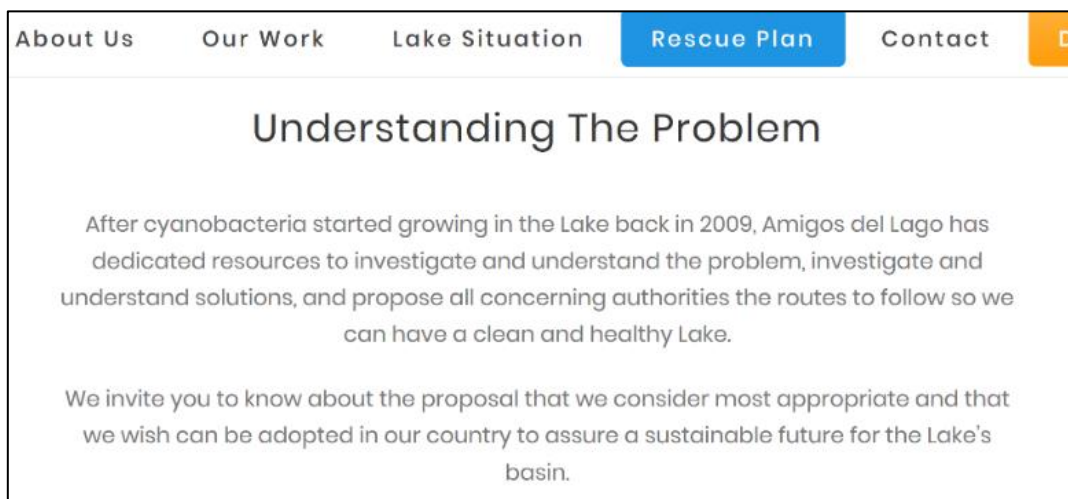 About Us Our Work Lake Situation Rescue Plan Contact D
Understanding The Problem
After cyanobacteria started growing in the Lake back in 2009, Amigos del Lago has
dedicated resources to investigate and understand the problem, investigate and
understand solutions, and propose all concerning authorities the routes to follow so we
can have a clean and healthy Lake.
We invite you to know about the proposal that we consider most appropriate and that
we wish can be adopted in our country to assure a sustainable future for the Lake's
basin.